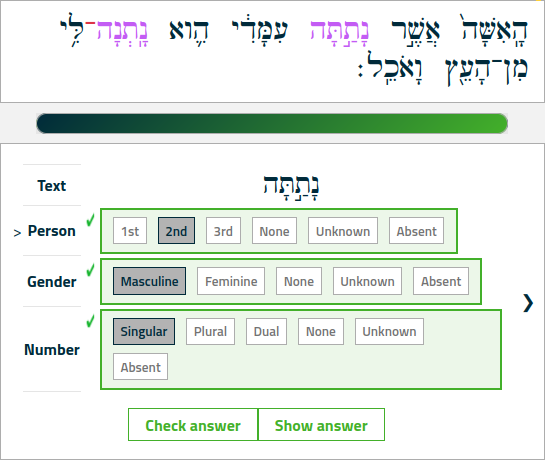 הָֽאִשָּׁה֙ אֲשֶׁ֣ר נָתַ֣תָּה עִמָּדִ֔י הִ֛וא נָֽתְנָה־לִּ֥י
מִן־הָעֵ֖ץ וָאֹכֵֽל׃
Text נָתַ֣תָּה
> Person ✓ 1st 2nd 3rd None Unknown Absent
Gender ✓ Masculine Feminine None Unknown Absent
Number ✓ Singular Plural Dual None Unknown
Absent
Check answer Show answer